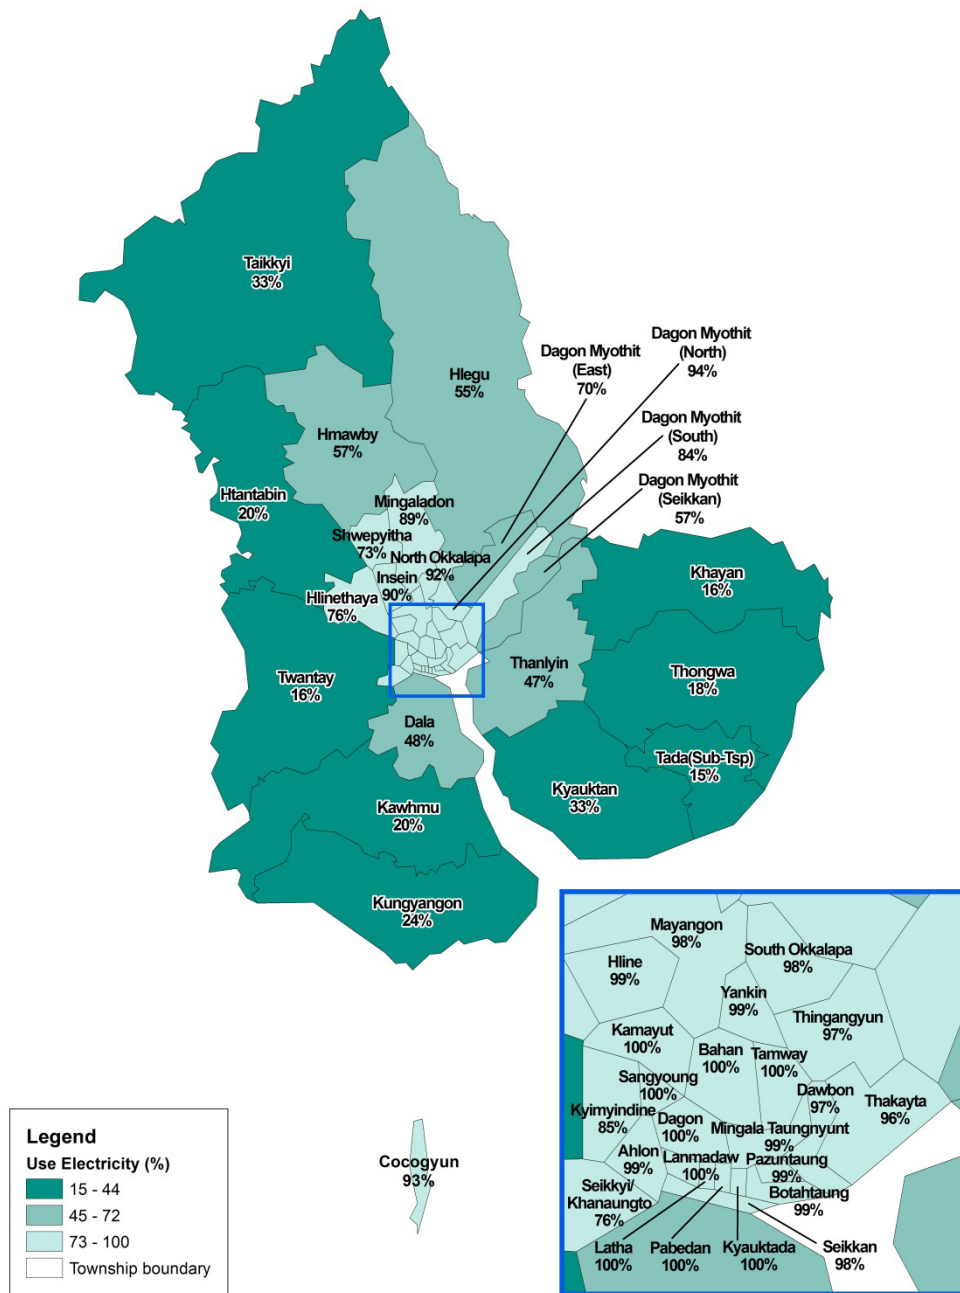 Taikkyi
33%
Hlegu
55%
Dagon Myothit
(East)
70%
Dagon Myothit
(North)
94%
Dagon Myothit
(South)
84%
Dagon Myothit
(Seikkan)
57%
Hmawby
57%
Htantabin
20%
Mingaladon
89%
Shwepyitha
73%
North Okkalapa
92%
Insein
90%
Hlinethaya
76%
Khayan
16%
Twantay
16%
Thanlyin
47%
Thongwa
18%
Dala
48%
Tada(Sub-Tsp)
15%
Kyauktan
33%
Kawhmu
20%
Kungyangon
24%
Cocogyun
93%
Mayangon
98%
South Okkalapa
98%
Hline
99%
Yankin
99%
Thingangyun
97%
Kamayut
100%
Bahan
100%
Tamway
100%
Sangyoung
100%
Dawbon
97%
Thakayta
96%
Kyimyindine
85%
Dagon
100%
Mingala Taungnyunt
99%
Ahlon
99%
Lanmadaw
100%
Pazuntaung
99%
Seikkyi/
Khanaungto
76%
Botahtaung
99%
Latha
100%
Pabedan
100%
Kyauktada
100%
Seikkan
98%
Legend
Use Electricity (%)
15 - 44
45 - 72
73 - 100
Township boundary